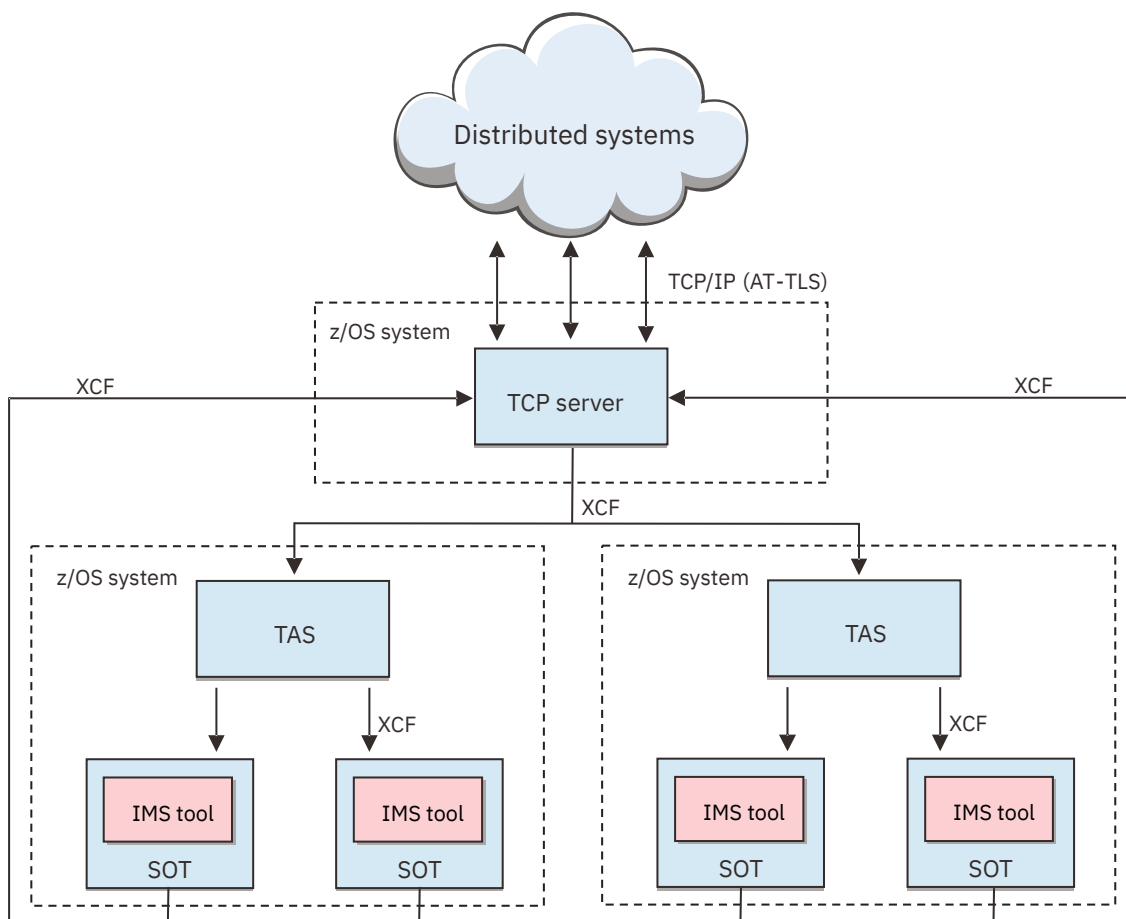 Distributed systems
TCP/IP (AT-TLS)
z/OS system
XCF
TCP server
XCF
XCF
z/OS system
z/OS system
TAS
TAS
XCF
XCF
IMS tool
IMS tool
IMS tool
IMS tool
SOT
SOT
SOT
SOT